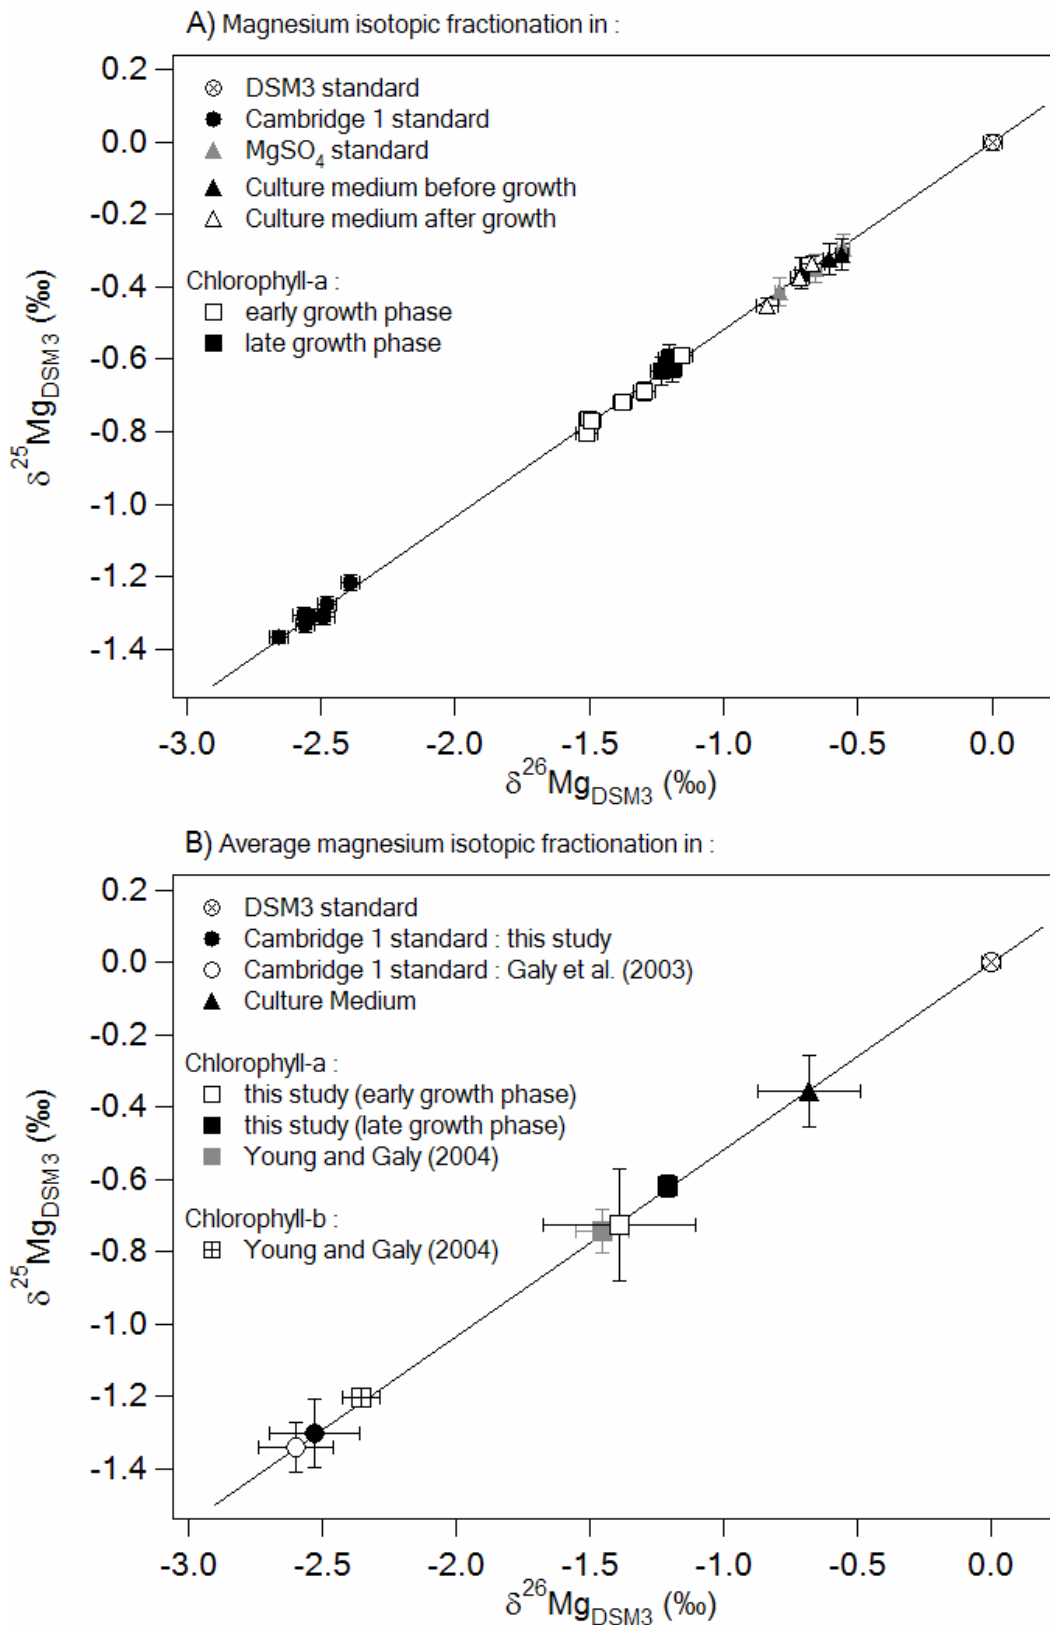 A) Magnesium isotopic fractionation in :
0.2
0.0
-0.2
-0.4
-0.6
-0.8
-1.0
-1.2
-1.4
δ25MgDSM3 (‰)
DSM3 standard
Cambridge 1 standard
MgSO4 standard
Culture medium before growth
Culture medium after growth
Chlorophyll-a :
early growth phase
late growth phase
-3.0 -2.5 -2.0 -1.5 -1.0 -0.5 0.0
δ26MgDSM3 (‰)
B) Average magnesium isotopic fractionation in :
0.2
0.0
-0.2
-0.4
-0.6
-0.8
-1.0
-1.2
-1.4
δ25MgDSM3 (‰)
DSM3 standard
Cambridge 1 standard : this study
Cambridge 1 standard : Galy et al. (2003)
Culture Medium
Chlorophyll-a :
this study (early growth phase)
this study (late growth phase)
Young and Galy (2004)
Chlorophyll-b :
Young and Galy (2004)
-3.0 -2.5 -2.0 -1.5 -1.0 -0.5 0.0
δ26MgDSM3 (‰)